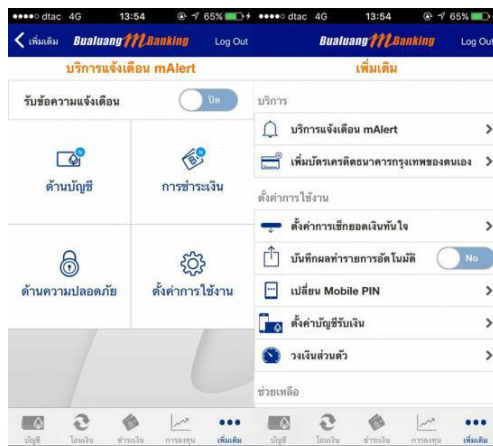 dtac 4G 13:54 65%
เพิ่มเติม Bualuang mBanking Log Out
บริการแจ้งเตือน mAlert
รับข้อความแจ้งเตือน ปิด
N N
ด้านบัญชี การชำระเงิน
ด้านความปลอดภัย ตั้งค่าการใช้งาน
บัญชี โอนเงิน ชำระเงิน การลงทุน เพิ่มเติม
dtac 4G 13:54 65%
Bualuang mBanking Log Out
เพิ่มเติม
บริการ
บริการแจ้งเตือน mAlert
เพิ่มบัตรเครดิตธนาคารกรุงเทพของตนเอง
ตั้งค่าการใช้งาน
ตั้งค่าการเช็กยอดเงินทันใจ
บันทึกผลทำรายการอัตโนมัติ No
เปลี่ยน Mobile PIN
ตั้งค่าบัญชีรับเงิน
วงเงินส่วนตัว
ช่วยเหลือ
บัญชี โอนเงิน ชำระเงิน การลงทุน เพิ่มเติม